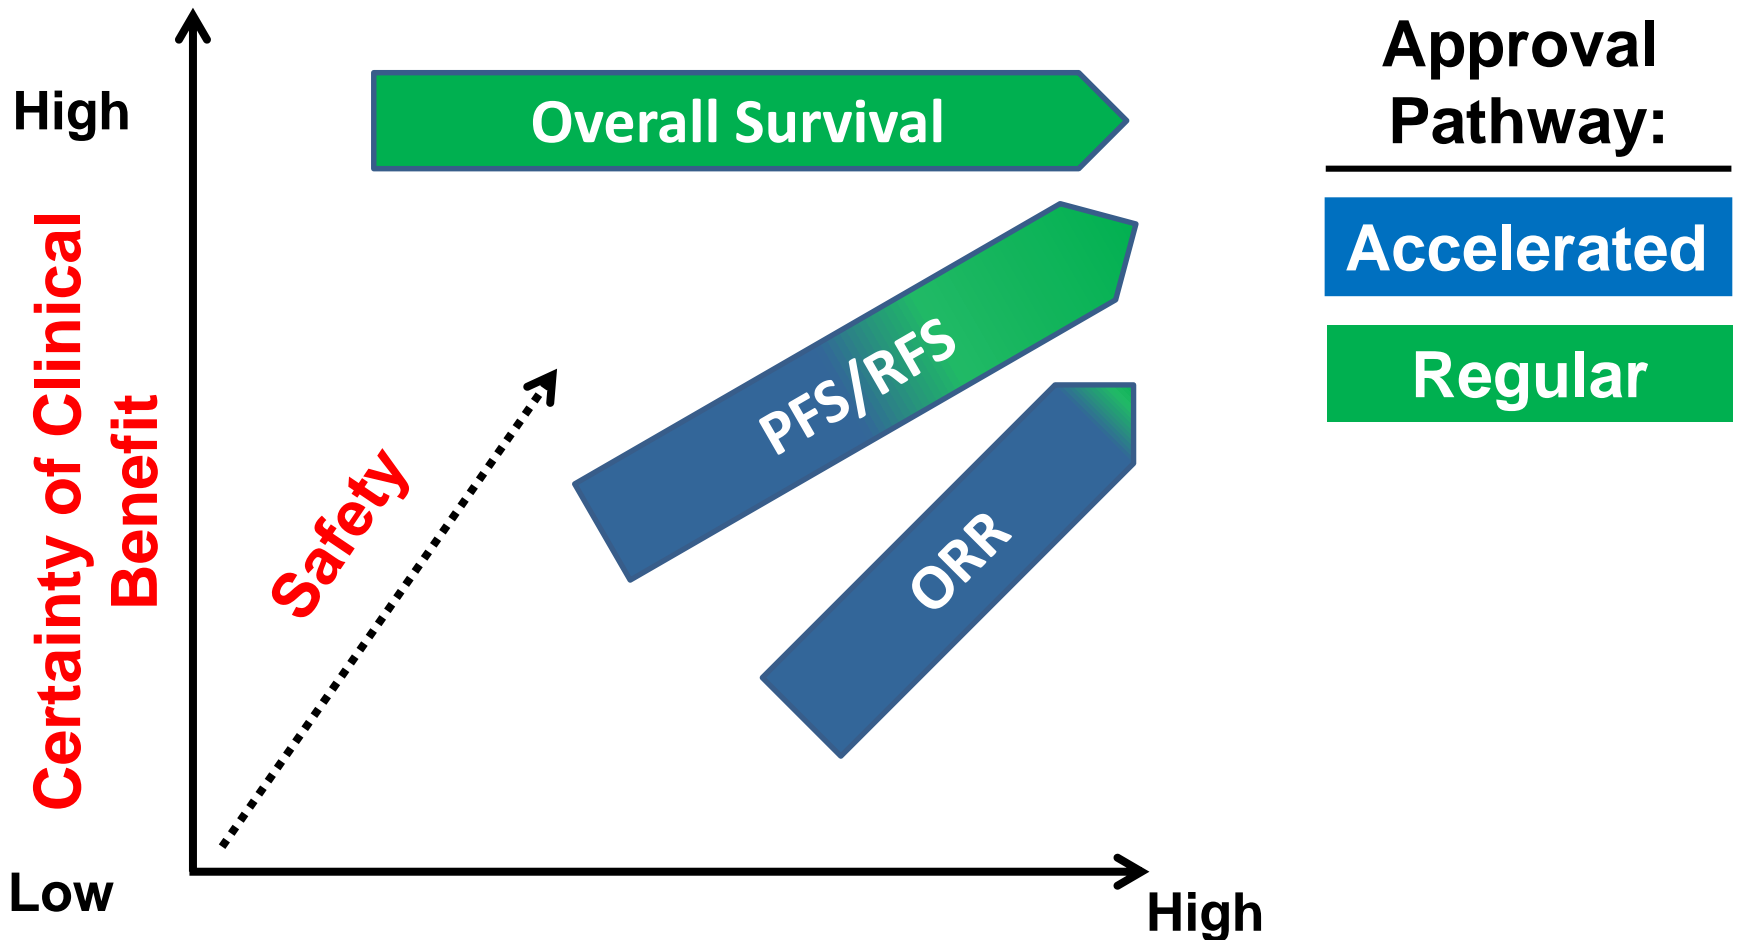 High
Certainty of Clinical
Benefit
Low
Safety
Overall Survival
PFS/RFS
ORR
High
Approval
Pathway:
Accelerated
Regular